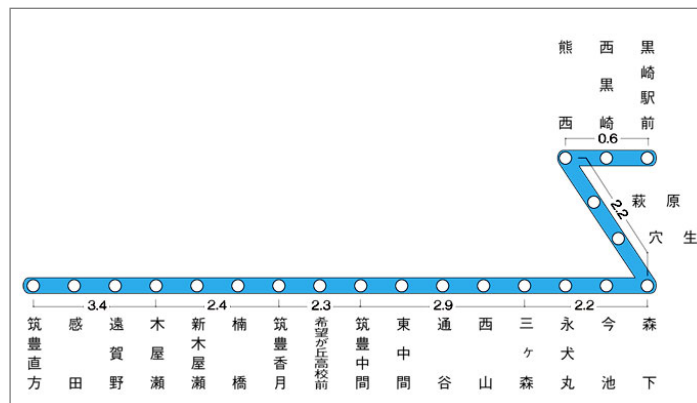 黒崎駅前
西黒崎
熊西
0.6
萩原
2.2
穴生
3.4
2.4
2.3
2.9
2.2
筑豊直方
感田
遠賀野
木屋瀬
新木屋瀬
楠橋
筑豊香月
希望が丘高校前
筑豊中間
東中間
通谷
西山
三ヶ森
永犬丸
今池
森下